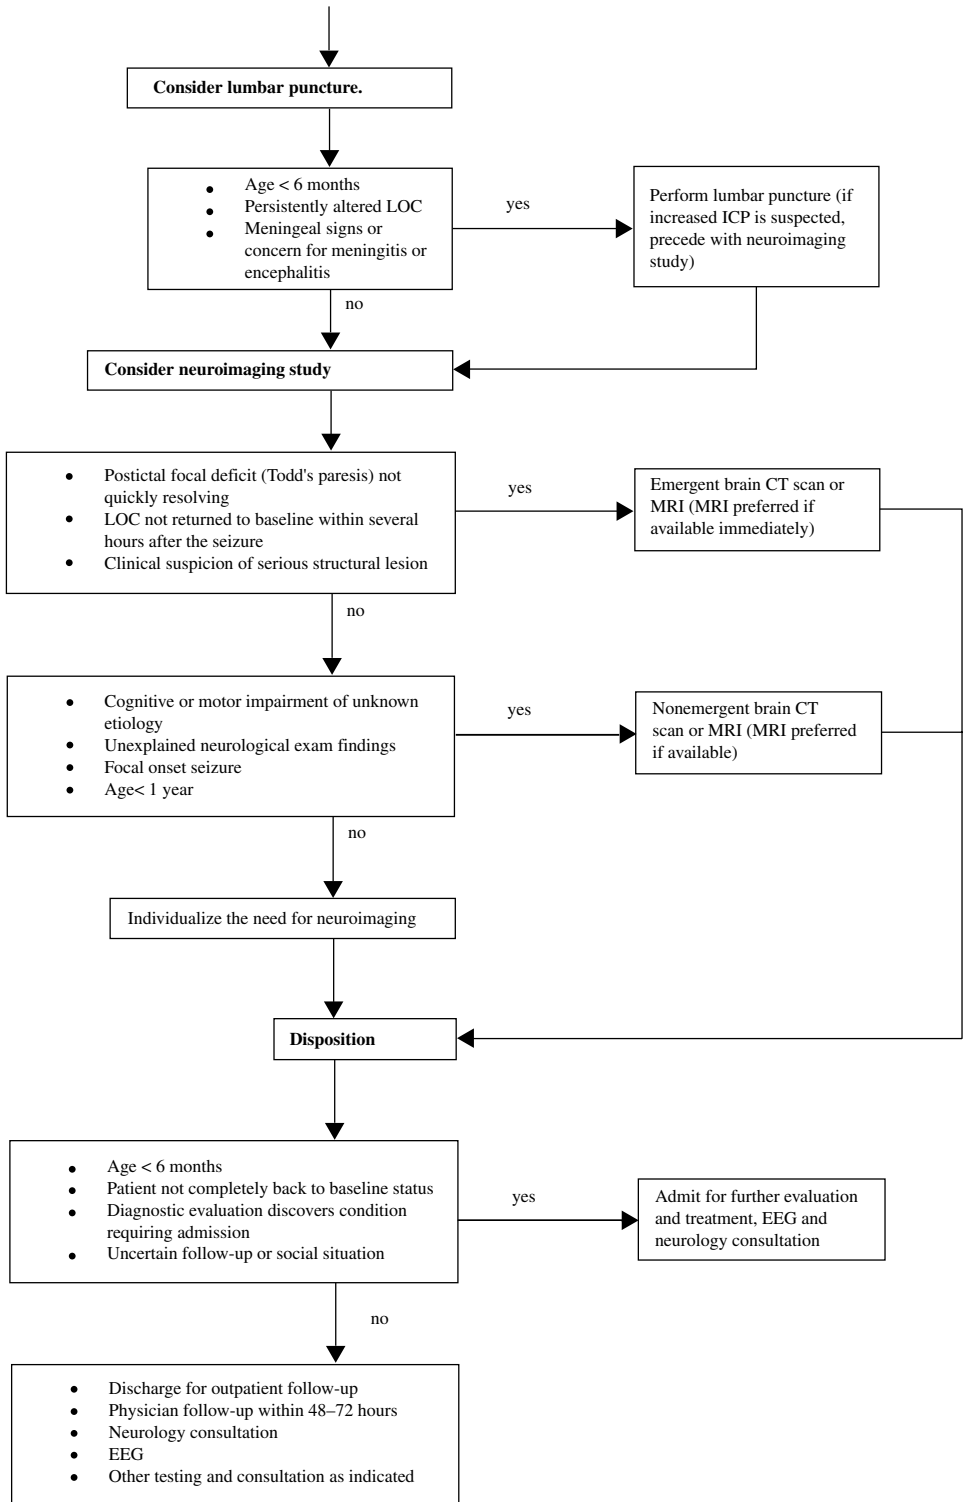 Consider lumbar puncture.
• Age < 6 months
• Persistently altered LOC
• Meningeal signs or
concern for meningitis or
encephalitis
yes
Perform lumbar puncture (if
increased ICP is suspected,
precede with neuroimaging
study)
no
Consider neuroimaging study
• Postictal focal deficit (Todd's paresis) not
quickly resolving
• LOC not returned to baseline within several
hours after the seizure
• Clinical suspicion of serious structural lesion
yes
Emergent brain CT scan or
MRI (MRI preferred if
available immediately)
no
• Cognitive or motor impairment of unknown
etiology
• Unexplained neurological exam findings
• Focal onset seizure
• Age< 1 year
yes
Nonemergent brain CT
scan or MRI (MRI preferred
if available)
no
Individualize the need for neuroimaging
Disposition
• Age < 6 months
• Patient not completely back to baseline status
• Diagnostic evaluation discovers condition
requiring admission
• Uncertain follow-up or social situation
yes
Admit for further evaluation
and treatment, EEG and
neurology consultation
no
• Discharge for outpatient follow-up
• Physician follow-up within 48–72 hours
• Neurology consultation
• EEG
• Other testing and consultation as indicated